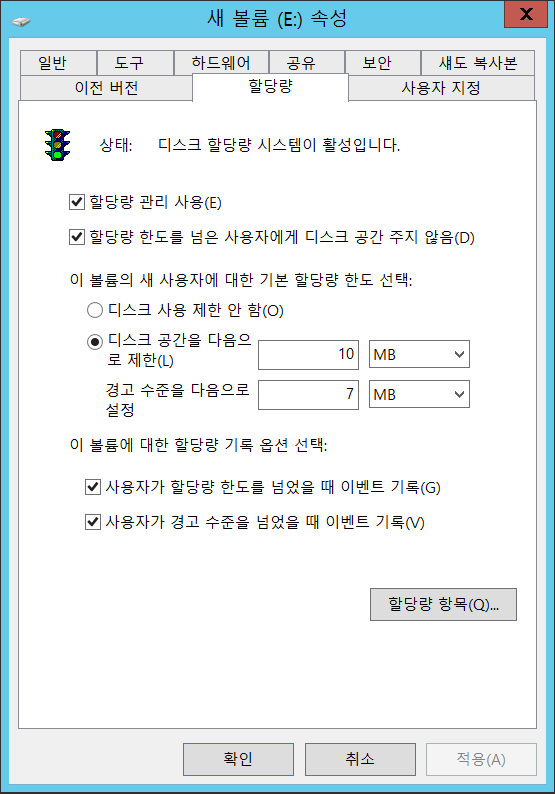 새 볼륨 (E:) 속성
x
일반 도구 하드웨어 공유 보안 섀도 복사본
이전 버전 할당량 사용자 지정
상태: 디스크 할당량 시스템이 활성입니다.
할당량 관리 사용(E)
할당량 한도를 넘은 사용자에게 디스크 공간 주지 않음(D)
이 볼륨의 새 사용자에 대한 기본 할당량 한도 선택:
디스크 사용 제한 안 함(O)
디스크 공간을 다음으
로 제한(L) 10 MB
경고 수준을 다음으로
설정 7 MB
이 볼륨에 대한 할당량 기록 옵션 선택:
사용자가 할당량 한도를 넘었을 때 이벤트 기록(G)
사용자가 경고 수준을 넘었을 때 이벤트 기록(V)
할당량 항목(Q)...
확인 취소 적용(A)